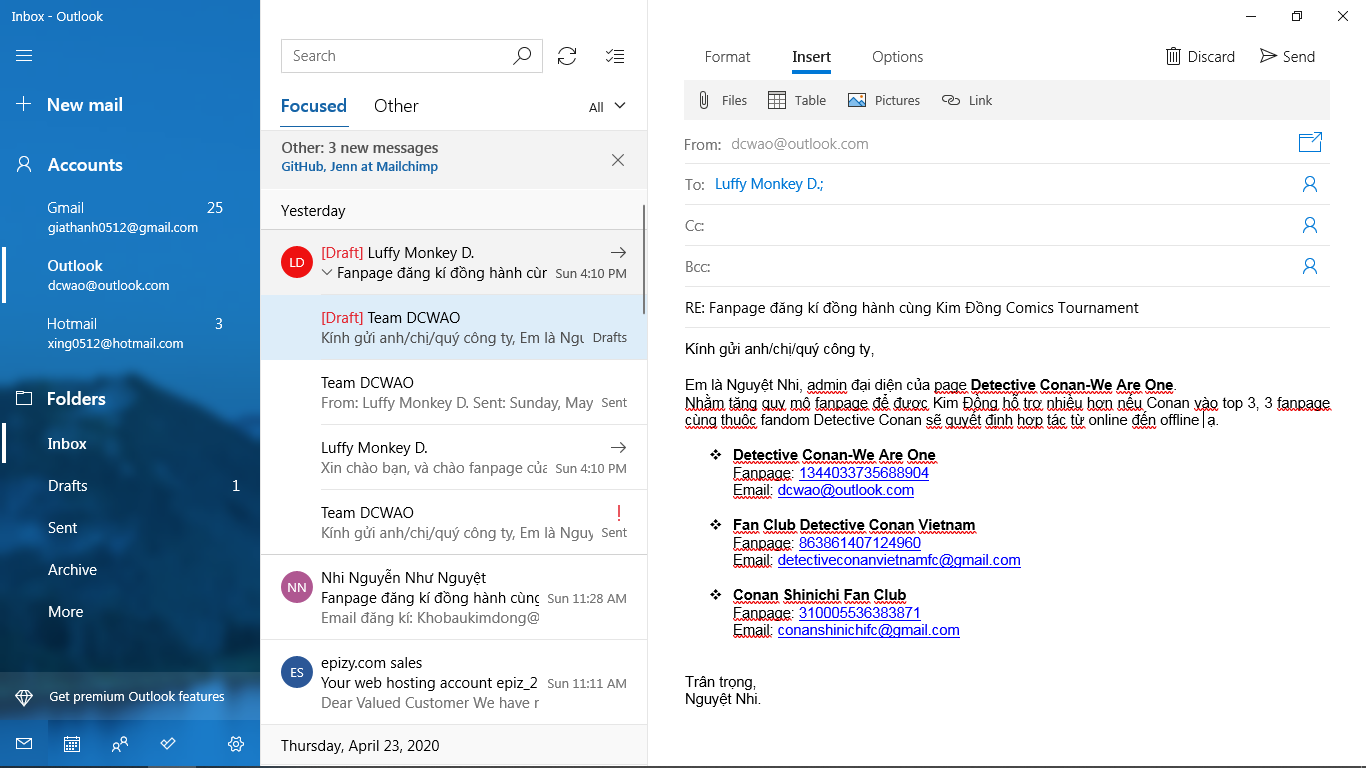 Inbox - Outlook
New mail
Accounts
Gmail 25
giathanh0512@gmail.com
Outlook
dcwao@outlook.com
Hotmail 3
xing0512@hotmail.com
Folders
Inbox
Drafts 1
Sent
Archive
More
Get premium Outlook features
Search
Focused Other All
Other: 3 new messages
GitHub, Jenn at Mailchimp
Yesterday
LD
[Draft] Luffy Monkey D.
Fanpage đăng kí đồng hành cùn Sun 4:10 PM
[Draft] Team DCWAO
Kính gửi anh/chị/quý công ty, Em là Ngu Drafts
Team DCWAO
From: Luffy Monkey D. Sent: Sunday, May Sent
Luffy Monkey D.
Xin chào bạn, và chào fanpage của Sun 4:10 PM
Team DCWAO
Kính gửi anh/chị/quý công ty, Em là Nguy Sent
NN
Nhi Nguyễn Như Nguyệt
Fanpage đăng kí đồng hành cùng Sun 11:28 AM
Email đăng kí: Khobaukimdong@
ES
epizy.com sales
Your web hosting account epiz_2 Sun 11:11 AM
Dear Valued Customer We have r
Thursday, April 23, 2020
Format Insert Options Discard Send
Files Table Pictures Link
From: dcwao@outlook.com
To: Luffy Monkey D.;
Cc:
Bcc:
RE: Fanpage đăng kí đồng hành cùng Kim Đồng Comics Tournament
Kính gửi anh/chị/quý công ty,
Em là Nguyệt Nhi, admin đại diện của page Detective Conan-We Are One.
Nhằm tăng quy mô fanpage để được Kim Đồng hỗ trợ nhiều hơn nếu Conan vào top 3, 3 fanpage
cùng thuộc fandom Detective Conan sẽ quyết định hợp tác từ online đến offline ạ.
❖ Detective Conan-We Are One
Fanpage: 1344033735688904
Email: dcwao@outlook.com
❖ Fan Club Detective Conan Vietnam
Fanpage: 863861407124960
Email: detectiveconanvietnamfc@gmail.com
❖ Conan Shinichi Fan Club
Fanpage: 310005536383871
Email: conanshinichifc@gmail.com
Trân trọng,
Nguyệt Nhi.